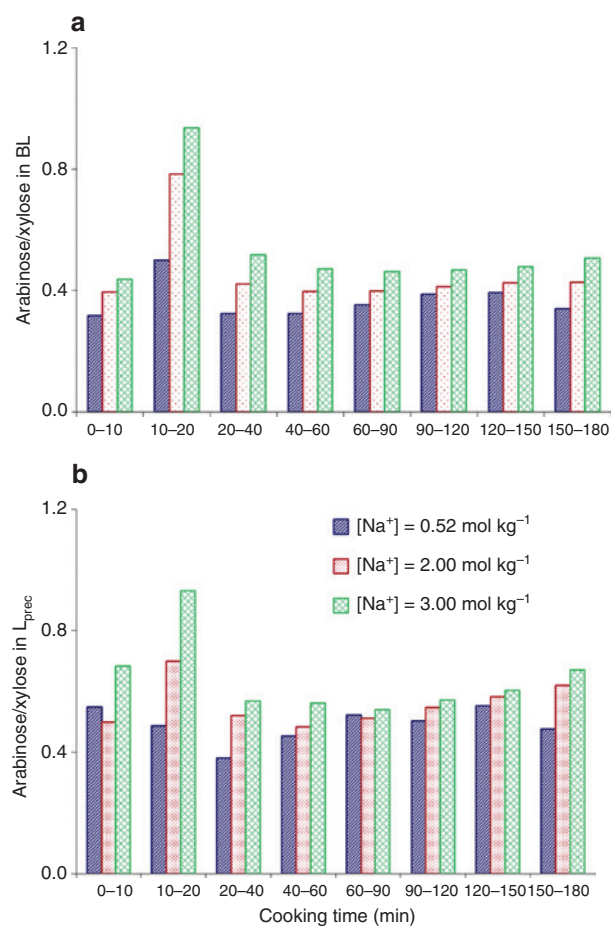 a
1.2
0.8
0.4
0.0
Arabinose/xylose in BL
0–10 10–20 20–40 40–60 60–90 90–120 120–150 150–180
b
1.2
0.8
0.4
0.0
Arabinose/xylose in Lprec
[Na⁺] = 0.52 mol kg⁻¹
[Na⁺] = 2.00 mol kg⁻¹
[Na⁺] = 3.00 mol kg⁻¹
0–10 10–20 20–40 40–60 60–90 90–120 120–150 150–180
Cooking time (min)